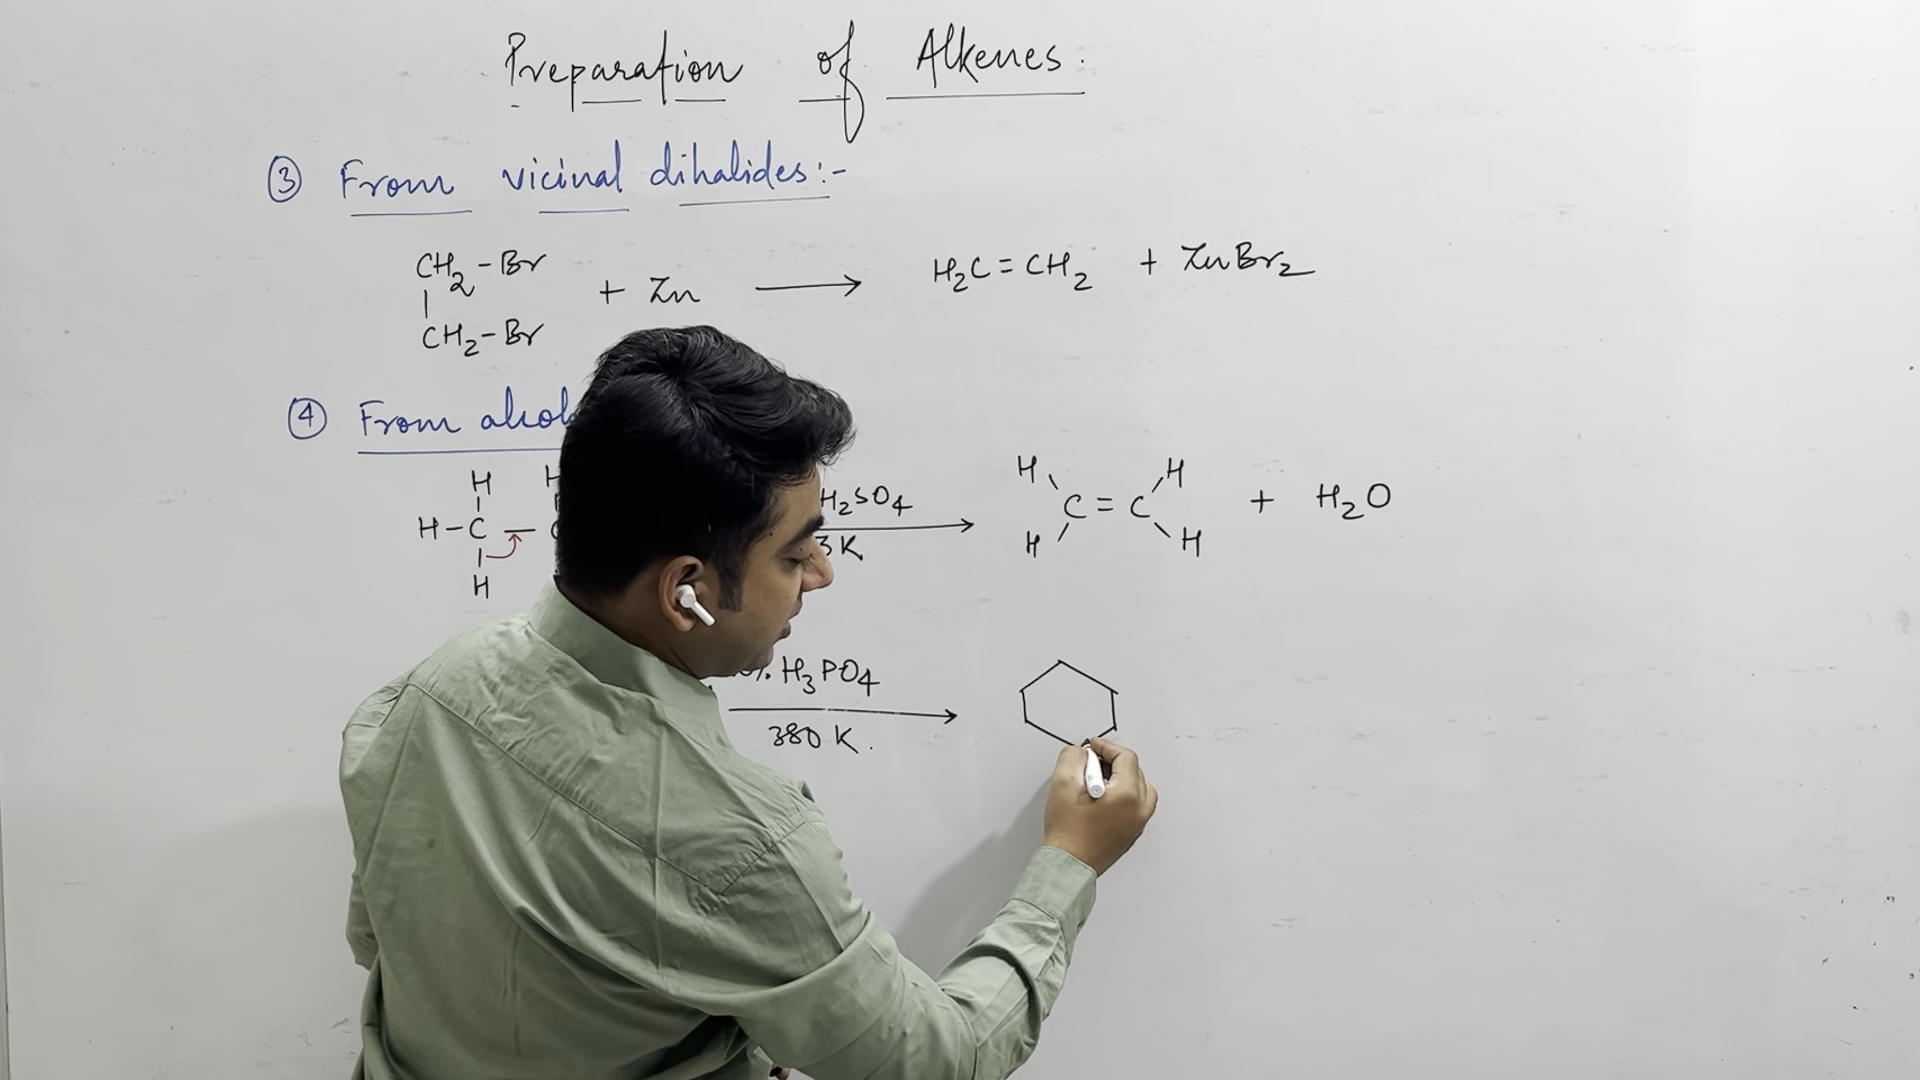 Preparation of Alkenes.
③ From vicinal dihalides:-
CH2-Br
+ Zn → H2C=CH2 + ZnBr2
CH2-Br
④ From
H H H
H-C — H2SO4 C=C + H2O
3 K H H
H
% H3PO4
380 K.